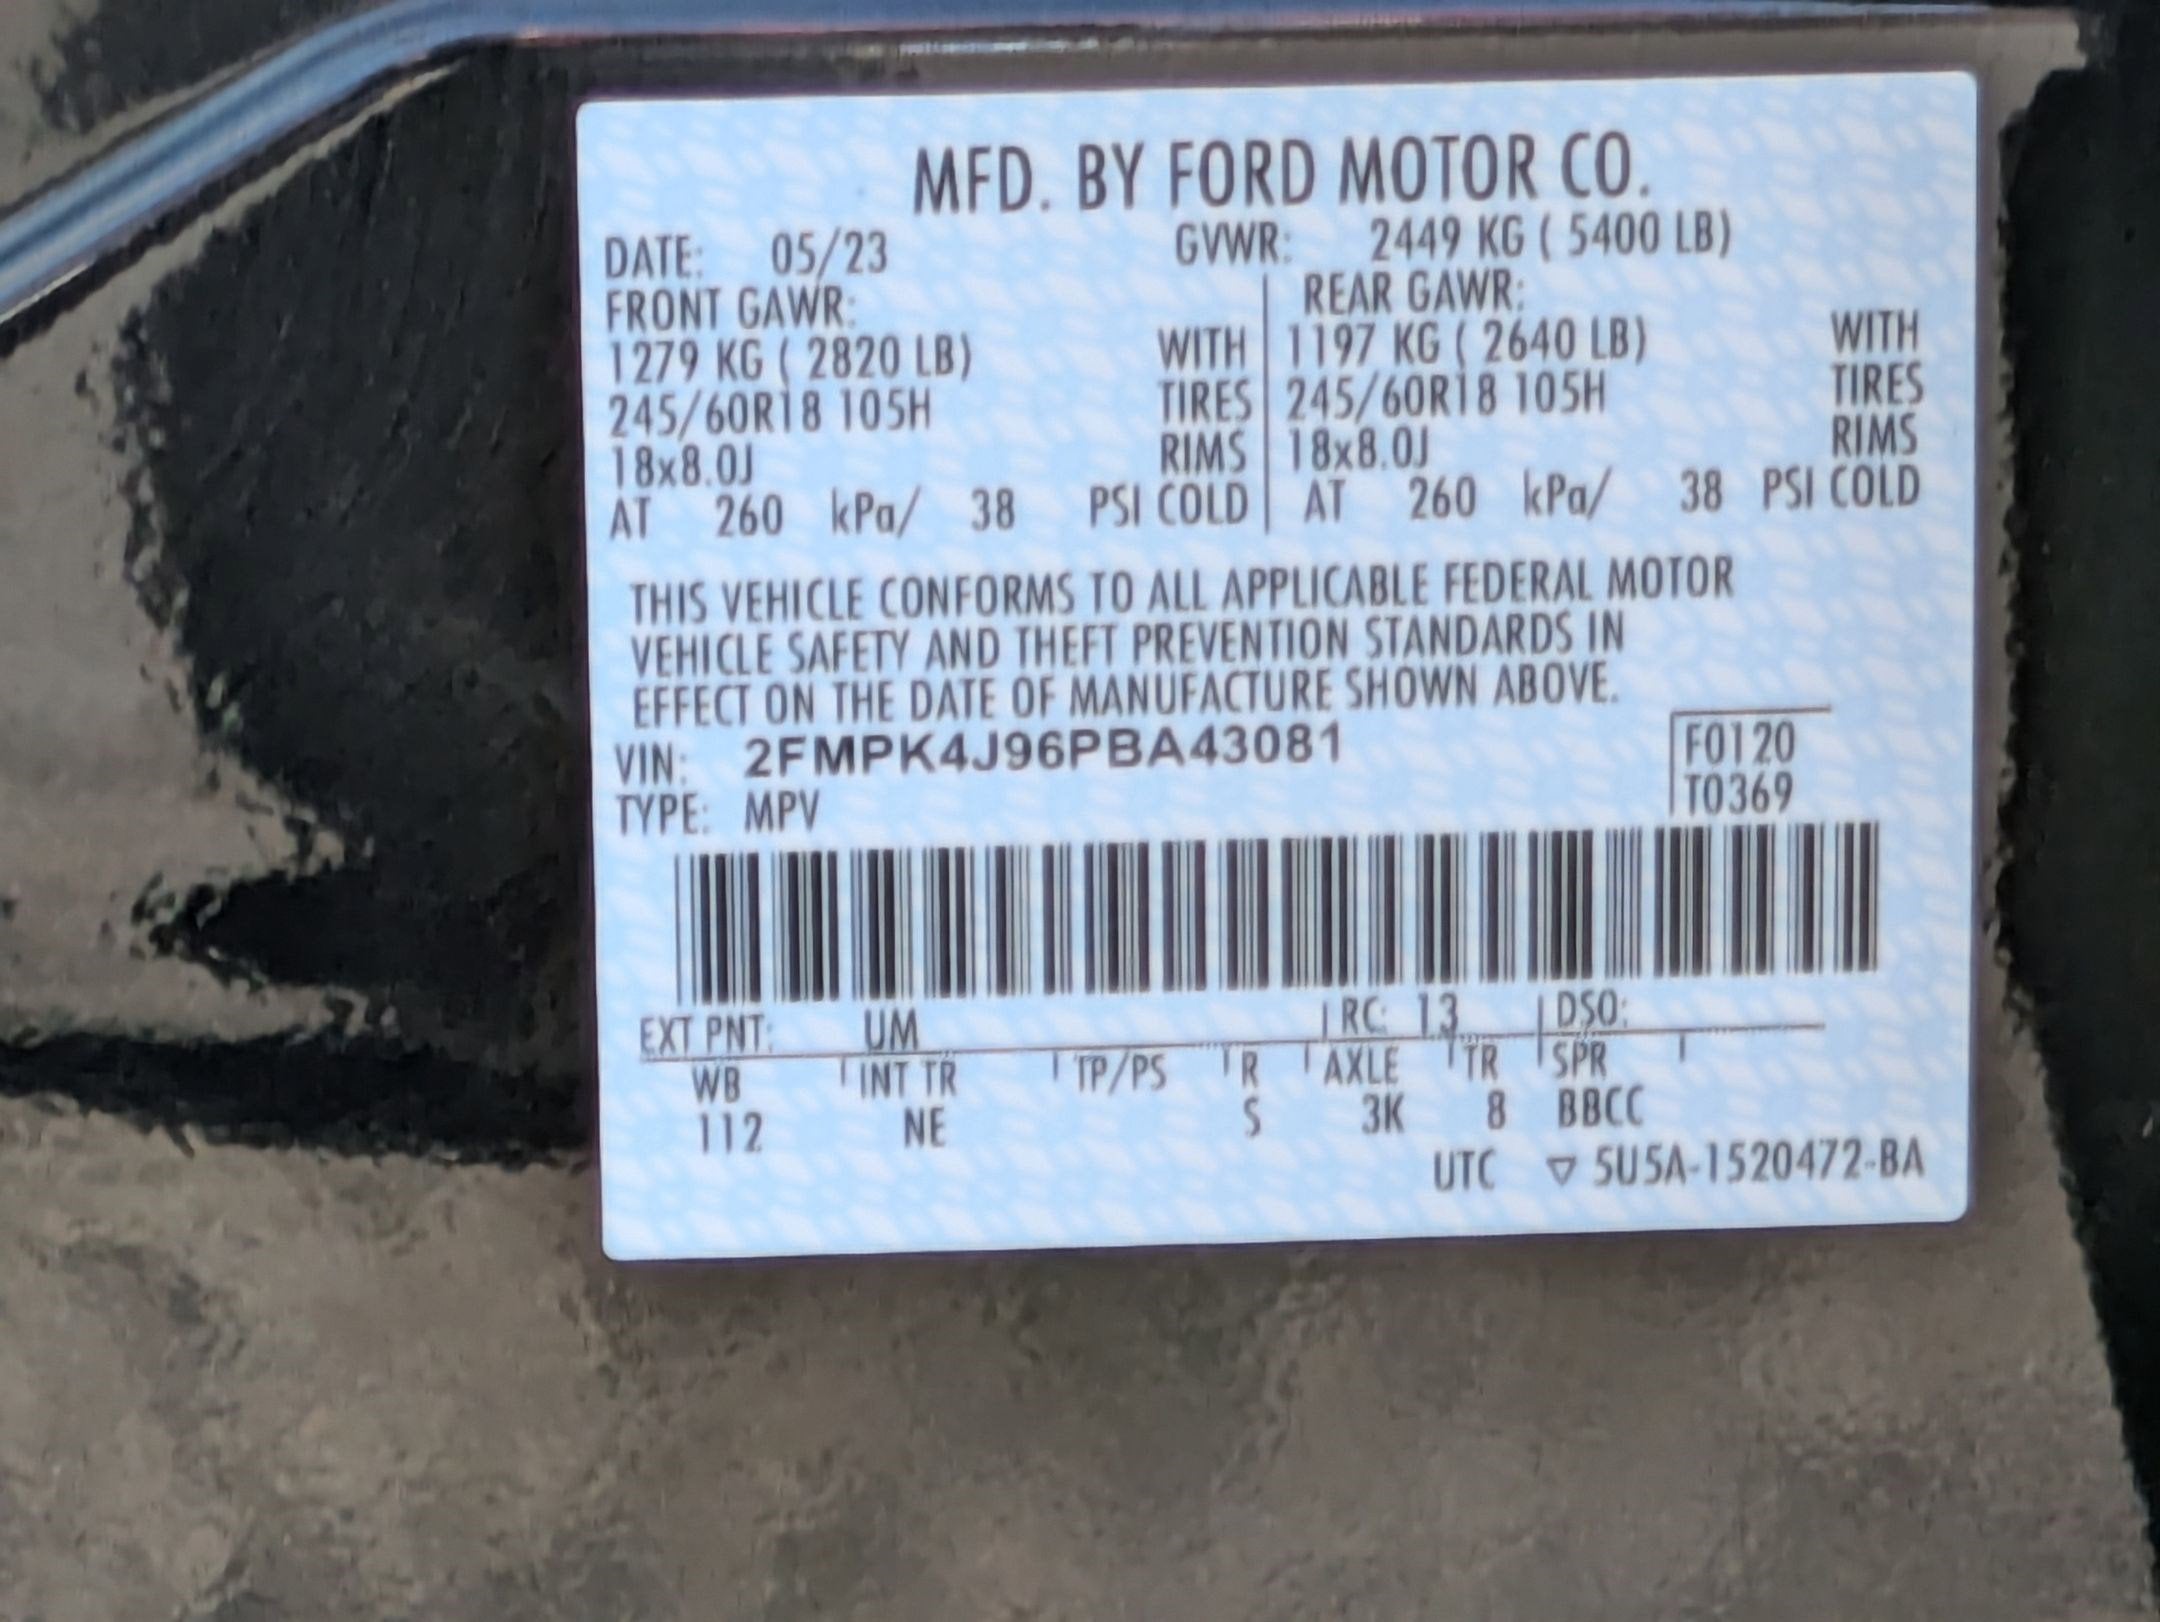 MFD. BY FORD MOTOR CO.
DATE: 05/23 GVWR: 2449 KG ( 5400 LB)
FRONT GAWR: REAR GAWR:
1279 KG ( 2820 LB) WITH 1197 KG ( 2640 LB) WITH
245/60R18 105H TIRES 245/60R18 105H TIRES
18x8.0J RIMS 18x8.0J RIMS
AT 260 kPa/ 38 PSI COLD AT 260 kPa/ 38 PSI COLD
THIS VEHICLE CONFORMS TO ALL APPLICABLE FEDERAL MOTOR
VEHICLE SAFETY AND THEFT PREVENTION STANDARDS IN
EFFECT ON THE DATE OF MANUFACTURE SHOWN ABOVE.
VIN: 2FMPK4J96PBA43081 F0120
TYPE: MPV T0369
EXT PNT: UM RC: 13 DSO:
WB INT TR TP/PS R AXLE TR SPR
112 NE S 3K 8 BBCC
UTC ▽ 5U5A-1520472-BA